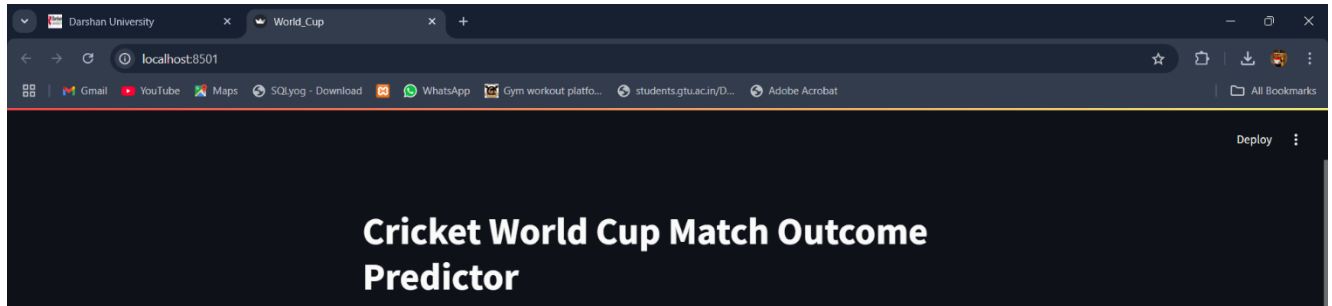 Darshan University
World_Cup
localhost:8501
Gmail YouTube Maps SQLyog - Download WhatsApp Gym workout platfo... students.gtu.ac.in/D... Adobe Acrobat All Bookmarks
Deploy
Cricket World Cup Match Outcome
Predictor